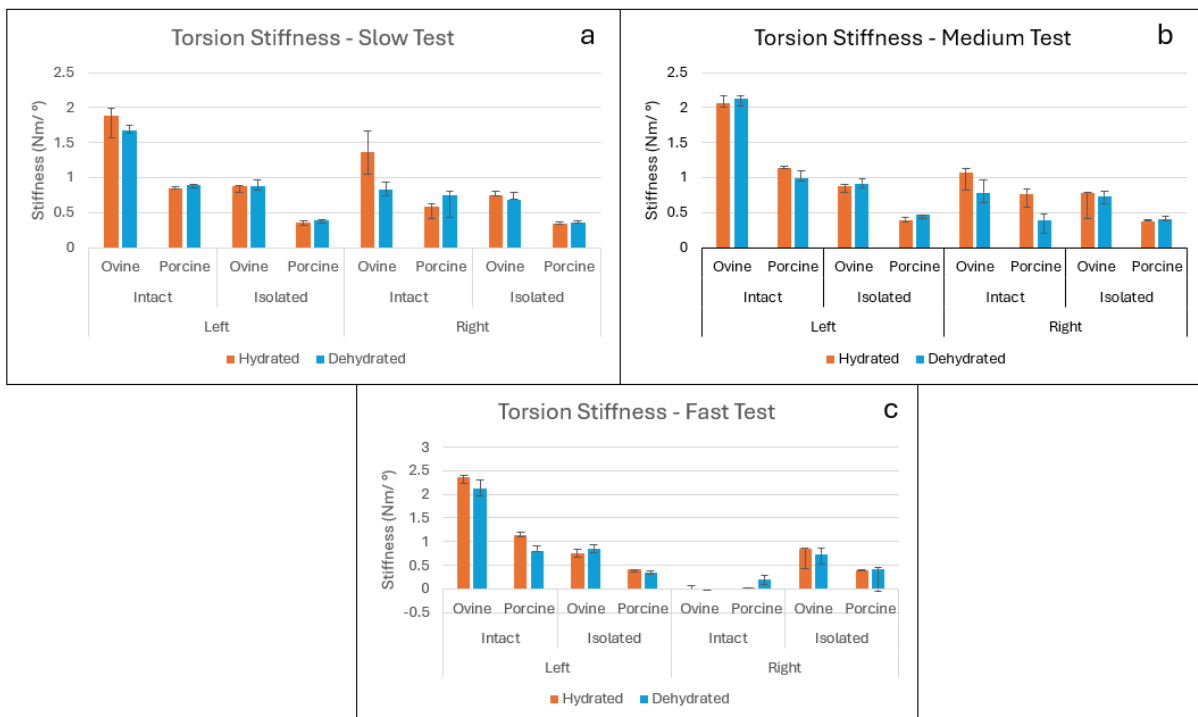 Torsion Stiffness - Slow Test
a
Stiffness (Nm/ °)
2.5
2
1.5
1
0.5
0
Ovine Porcine Ovine Porcine Ovine Porcine Ovine Porcine
Intact Isolated Intact Isolated
Left Right
Hydrated Dehydrated
Torsion Stiffness - Medium Test
b
Stiffness (Nm/ °)
2.5
2
1.5
1
0.5
0
Ovine Porcine Ovine Porcine Ovine Porcine Ovine Porcine
Intact Isolated Intact Isolated
Left Right
Hydrated Dehydrated
Torsion Stiffness - Fast Test
c
Stiffness (Nm/ °)
3
2.5
2
1.5
1
0.5
0
-0.5
Ovine Porcine Ovine Porcine Ovine Porcine Ovine Porcine
Intact Isolated Intact Isolated
Left Right
Hydrated Dehydrated